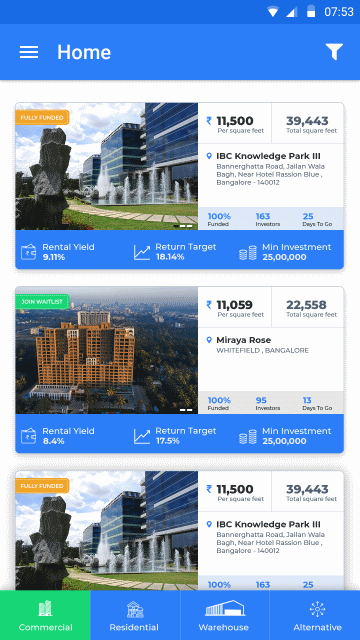 07:53
Home
FULLY FUNDED
₹ 11,500
Per square feet
39,443
Total square feet
IBC Knowledge Park III
Bannerghatta Road, Jailan Wala
Bagh, Near Hotel Rassion Blue ,
Bangalore - 140012
100%
Funded
163
Investors
25
Days To Go
Rental Yield
9.11%
Return Target
18.14%
Min Investment
25,00,000
JOIN WAITLIST
₹ 11,059
Per square feet
22,558
Total square feet
Miraya Rose
WHITEFIELD , BANGALORE
100%
Funded
95
Investors
13
Days To Go
Rental Yield
8.4%
Return Target
17.5%
Min Investment
25,00,000
FULLY FUNDED
₹ 11,500
Per square feet
39,443
Total square feet
IBC Knowledge Park III
Bannerghatta Road, Jailan Wala
Bagh, Near Hotel Rassion Blue ,
Bangalore - 140012
100%
163
25
Commercial
Residential
Warehouse
Alternative